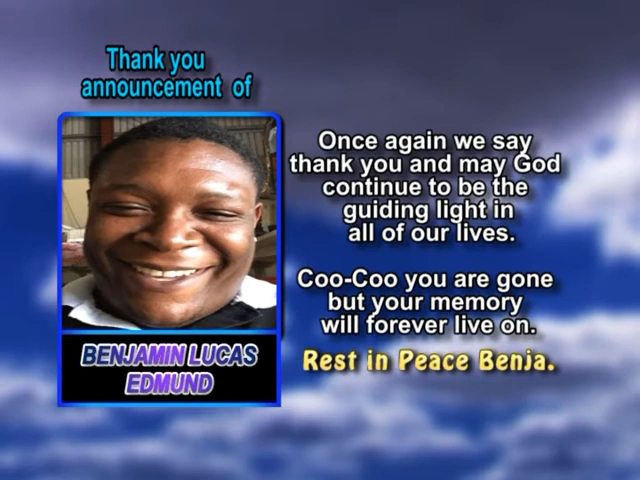 Thank you
announcement of
BENJAMIN LUCAS
EDMUND
Once again we say
thank you and may God
continue to be the
guiding light in
all of our lives.
Coo-Coo you are gone
but your memory
will forever live on.
Rest in Peace Benja.